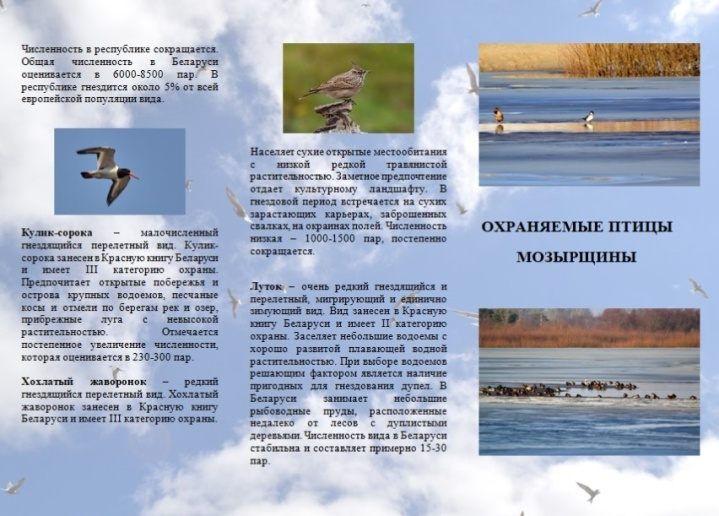 Численность в республике сокращается.
Общая численность в Беларуси
оценивается в 6000-8500 пар. В
республике гнездится около 5% от всей
европейской популяции вида.
Кулик-сорока – малочисленный
гнездящийся перелетный вид. Кулик-
сорока занесен в Красную книгу Беларуси
и имеет III категорию охраны.
Предпочитает открытые побережья и
острова крупных водоемов, песчаные
косы и отмели по берегам рек и озер,
прибрежные луга с невысокой
растительностью. Отмечается
постепенное увеличение численности,
которая оценивается в 230-300 пар.
Хохлатый жаворонок – редкий
гнездящийся перелетный вид. Хохлатый
жаворонок занесен в Красную книгу
Беларуси и имеет III категорию охраны.
Населяет сухие открытые местообитания
с низкой редкой травянистой
растительностью. Заметное предпочтение
отдает культурному ландшафту. В
гнездовой период встречается на сухих
зарастающих карьерах, заброшенных
свалках, на окраинах полей. Численность
низкая – 1000-1500 пар, постепенно
сокращается.
Луток – очень редкий гнездящийся и
перелетный, мигрирующий и единично
зимующий вид. Вид занесен в Красную
книгу Беларуси и имеет II категорию
охраны. Заселяет небольшие водоемы с
хорошо развитой плавающей водной
растительностью. При выборе водоемов
решающим фактором является наличие
пригодных для гнездования дупел. В
Беларуси занимает небольшие
рыбоводные пруды, расположенные
недалеко от лесов с дуплистыми
деревьями. Численность вида в Беларуси
стабильна и составляет примерно 15-30
пар.
ОХРАНЯЕМЫЕ ПТИЦЫ
МОЗЫРЩИНЫ